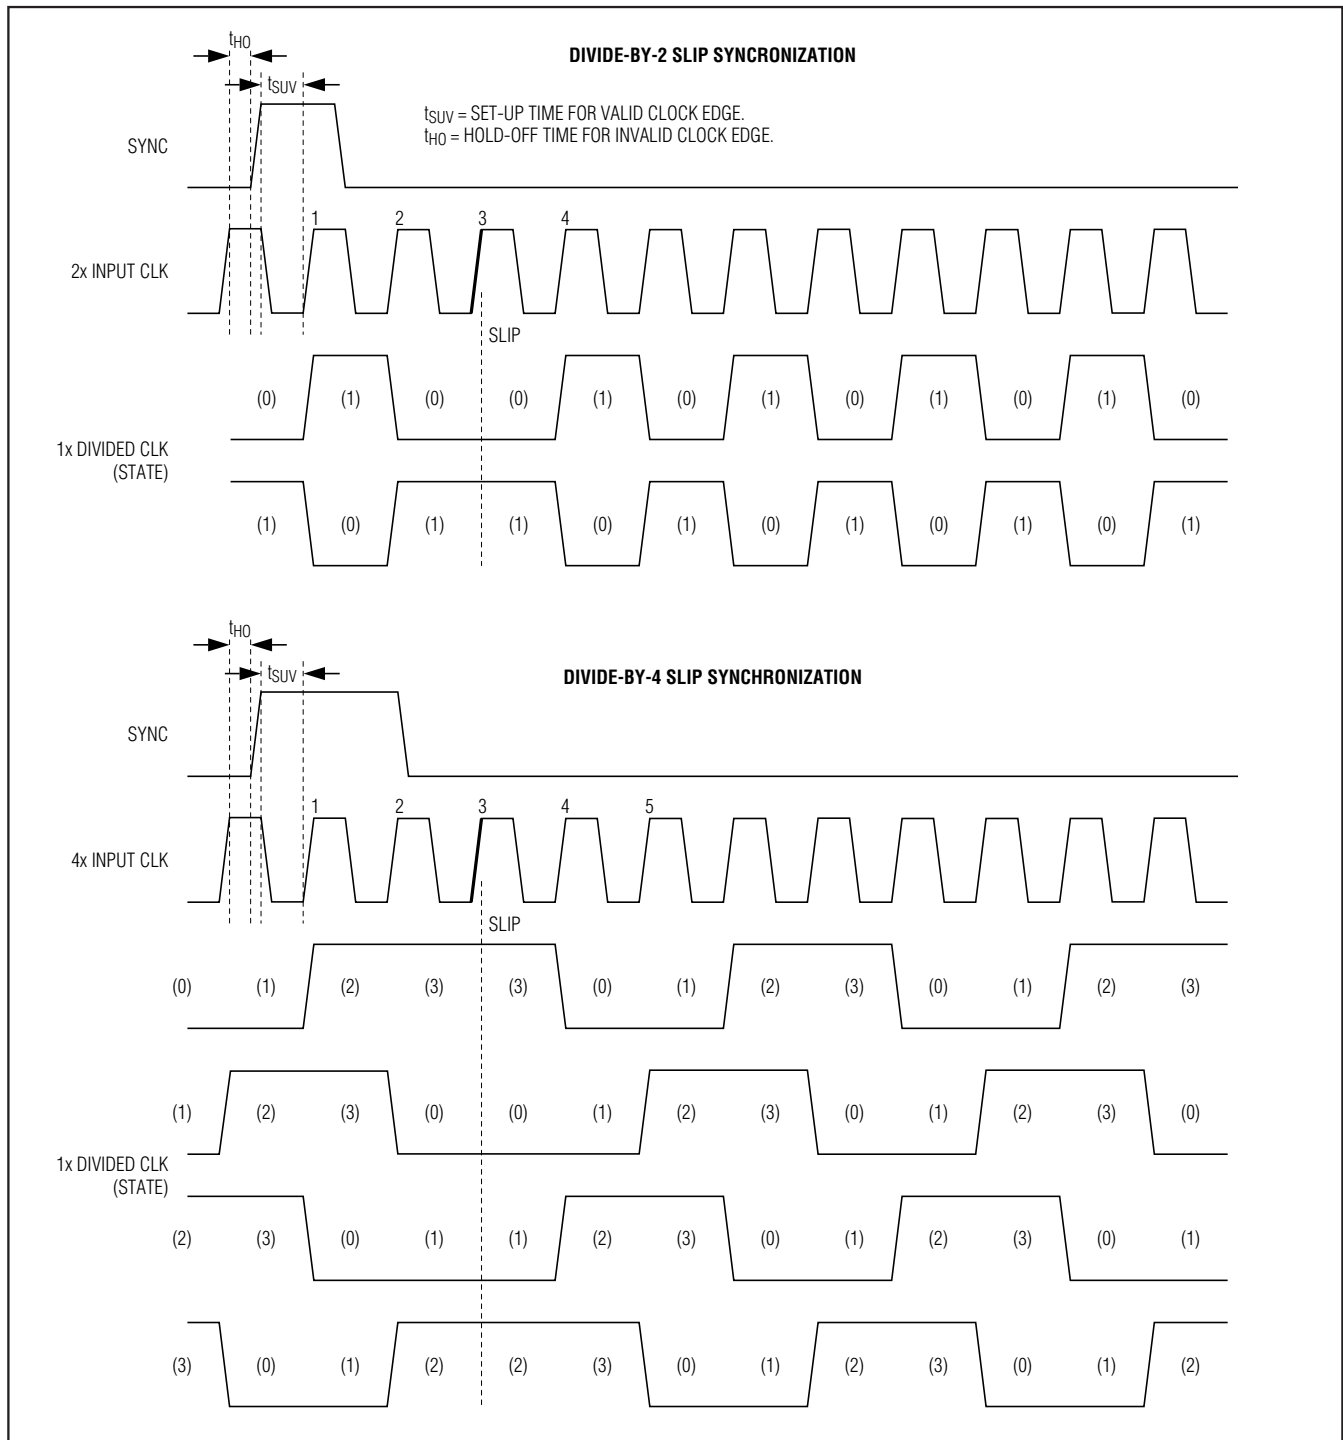 tHO
DIVIDE-BY-2 SLIP SYNCRONIZATION
tSUV
tSUV = SET-UP TIME FOR VALID CLOCK EDGE.
tHO = HOLD-OFF TIME FOR INVALID CLOCK EDGE.
SYNC
1 2 3 4
2x INPUT CLK
SLIP
(0) (1) (0) (0) (1) (0) (1) (0) (1) (0) (1) (0)
1x DIVIDED CLK
(STATE)
(1) (0) (1) (1) (0) (1) (0) (1) (0) (1) (0) (1)
tHO
DIVIDE-BY-4 SLIP SYNCHRONIZATION
tSUV
SYNC
1 2 3 4 5
4x INPUT CLK
SLIP
(0) (1) (2) (3) (3) (0) (1) (2) (3) (0) (1) (2) (3)
(1) (2) (3) (0) (0) (1) (2) (3) (0) (1) (2) (3) (0)
1x DIVIDED CLK
(STATE)
(2) (3) (0) (1) (1) (2) (3) (0) (1) (2) (3) (0) (1)
(3) (0) (1) (2) (2) (3) (0) (1) (2) (3) (0) (1) (2)